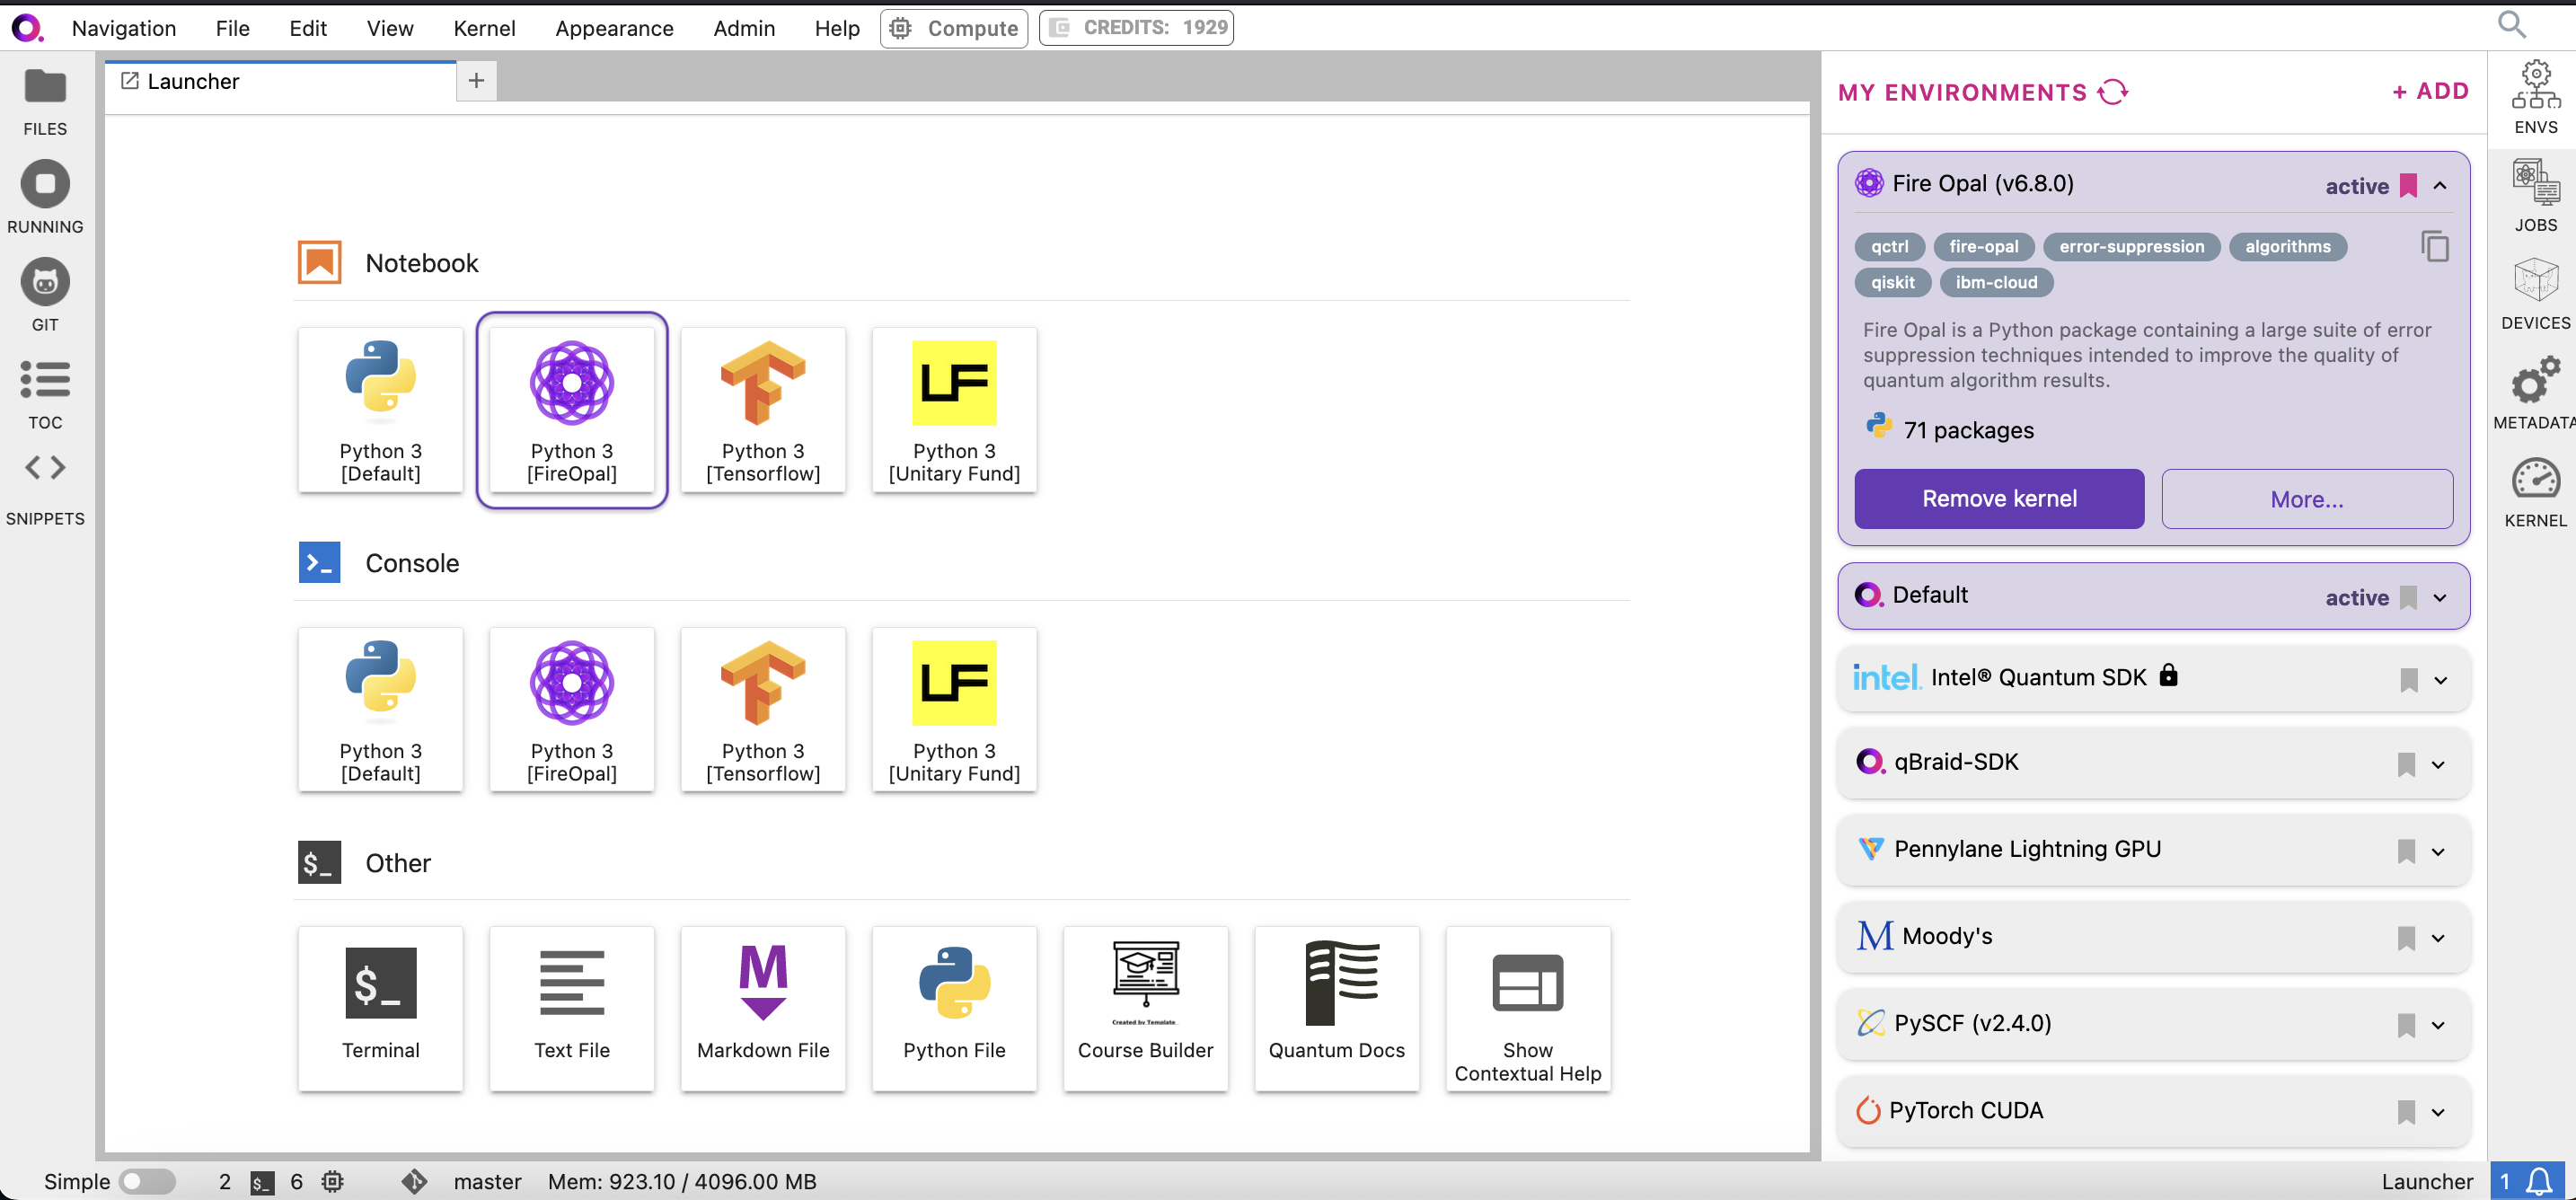 Navigation File Edit View Kernel Appearance Admin Help Compute CREDITS: 1929
FILES
RUNNING
GIT
TOC
SNIPPETS
Launcher
Notebook
Python 3 [Default]
Python 3 [FireOpal]
Python 3 [Tensorflow]
LF
Python 3 [Unitary Fund]
Console
Python 3 [Default]
Python 3 [FireOpal]
Python 3 [Tensorflow]
LF
Python 3 [Unitary Fund]
$_ Other
$_
Terminal
Text File
M
Markdown File
Python File
Created by Template
Course Builder
Quantum Docs
Show Contextual Help
MY ENVIRONMENTS + ADD
Fire Opal (v6.8.0) active
qctrl fire-opal error-suppression algorithms
qiskit ibm-cloud
Fire Opal is a Python package containing a large suite of error
suppression techniques intended to improve the quality of
quantum algorithm results.
71 packages
Remove kernel More...
Default active
intel. Intel® Quantum SDK
qBraid-SDK
Pennylane Lightning GPU
M Moody's
PySCF (v2.4.0)
PyTorch CUDA
ENVS
JOBS
DEVICES
METADATA
KERNEL
Simple 2 $_ 6 master Mem: 923.10 / 4096.00 MB Launcher 1